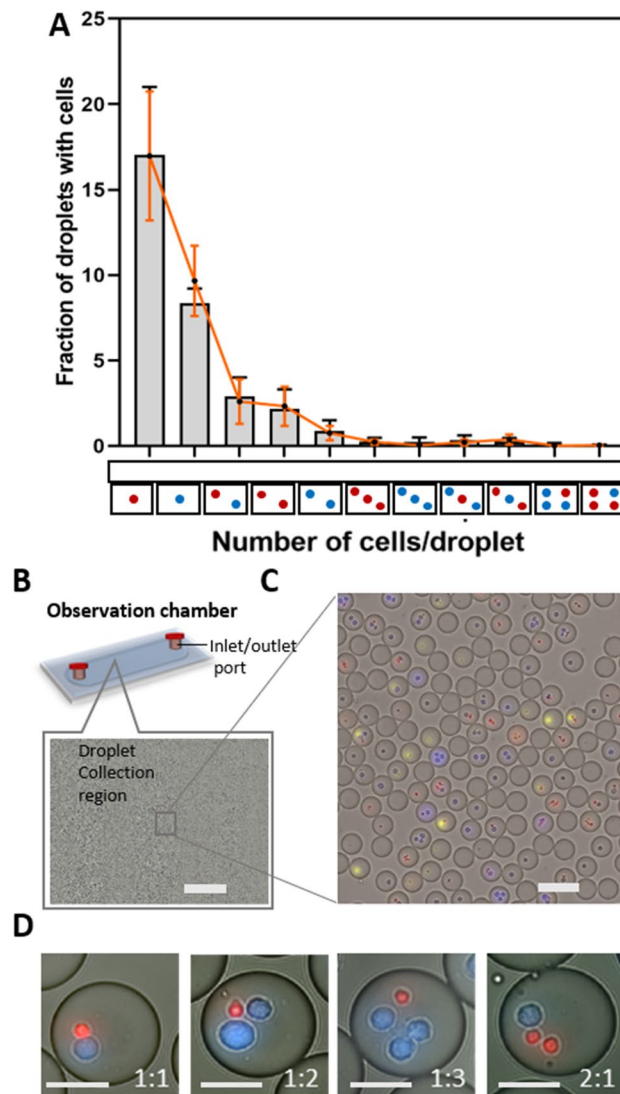 A
25
20
15
10
5
0
Fraction of droplets with cells
Number of cells/droplet
B
Observation chamber
Inlet/outlet
port
Droplet
Collection
region
C
D
1:1
1:2
1:3
2:1